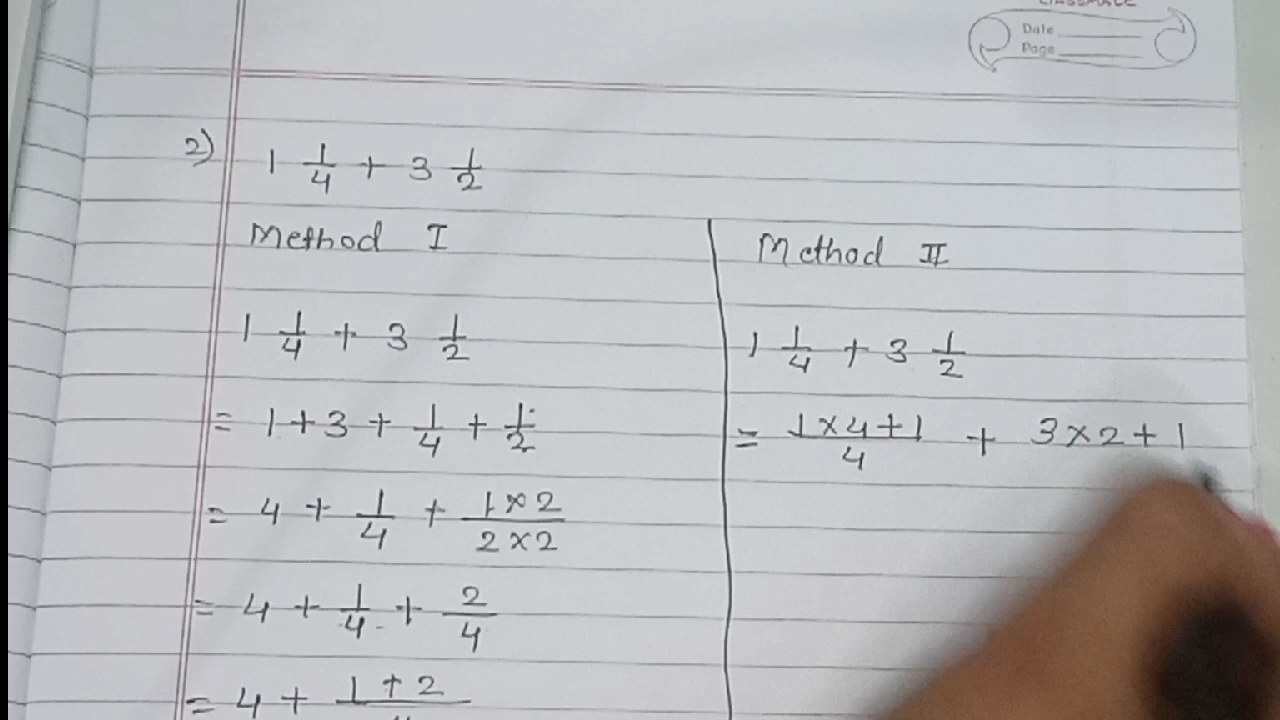 CLASSMATE
Date
Page
2) 1 1/4 + 3 1/2
Method I
1 1/4 + 3 1/2
= 1 + 3 + 1/4 + 1/2
= 4 + 1/4 + 1×2/2×2
= 4 + 1/4 + 2/4
= 4 + 1+2/4
Method II
1 1/4 + 3 1/2
= 1×4+1/4 + 3×2+1